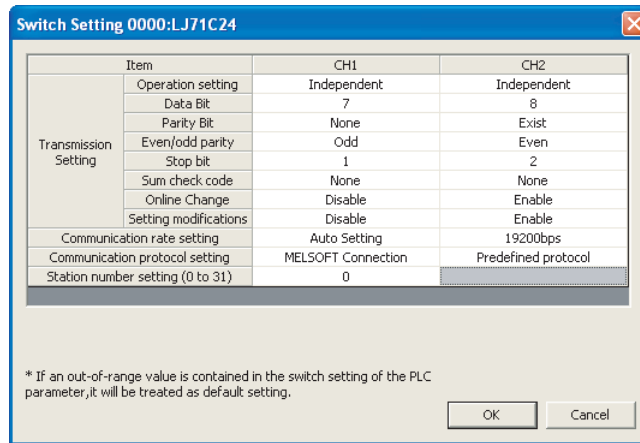 Switch Setting 0000:LJ71C24
Item CH1 CH2
Operation setting Independent Independent
Data Bit 7 8
Parity Bit None Exist
Transmission Setting Even/odd parity Odd Even
Stop bit 1 2
Sum check code None None
Online Change Disable Enable
Setting modifications Disable Enable
Communication rate setting Auto Setting 19200bps
Communication protocol setting MELSOFT Connection Predefined protocol
Station number setting (0 to 31) 0
* If an out-of-range value is contained in the switch setting of the PLC
parameter,it will be treated as default setting.
OK Cancel